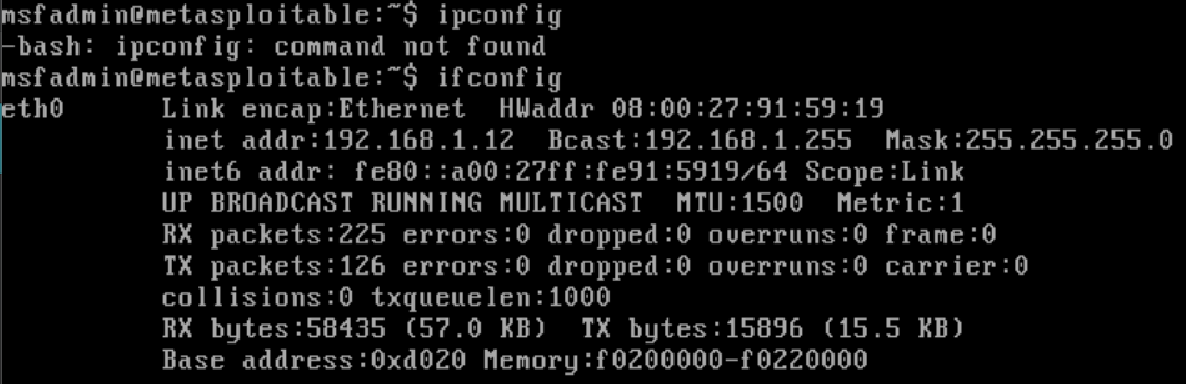 msfadmin@metasploitable:~$ ipconfig
-bash: ipconfig: command not found
msfadmin@metasploitable:~$ ifconfig
eth0      Link encap:Ethernet  HWaddr 08:00:27:91:59:19
          inet addr:192.168.1.12  Bcast:192.168.1.255  Mask:255.255.255.0
          inet6 addr: fe80::a00:27ff:fe91:5919/64 Scope:Link
          UP BROADCAST RUNNING MULTICAST  MTU:1500  Metric:1
          RX packets:225 errors:0 dropped:0 overruns:0 frame:0
          TX packets:126 errors:0 dropped:0 overruns:0 carrier:0
          collisions:0 txqueuelen:1000
          RX bytes:58435 (57.0 KB)  TX bytes:15896 (15.5 KB)
          Base address:0xd020 Memory:f0200000-f0220000